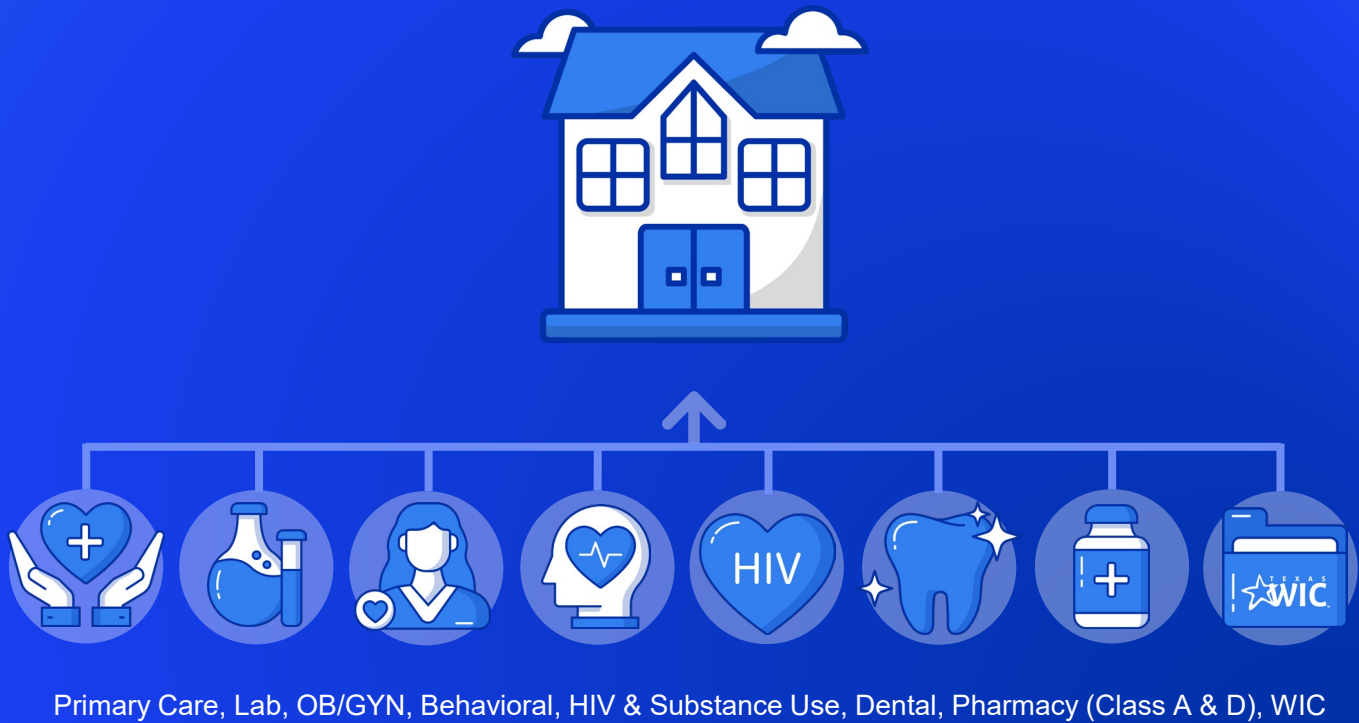 HIV
TEXAS
WIC
Primary Care, Lab, OB/GYN, Behavioral, HIV & Substance Use, Dental, Pharmacy (Class A & D), WIC